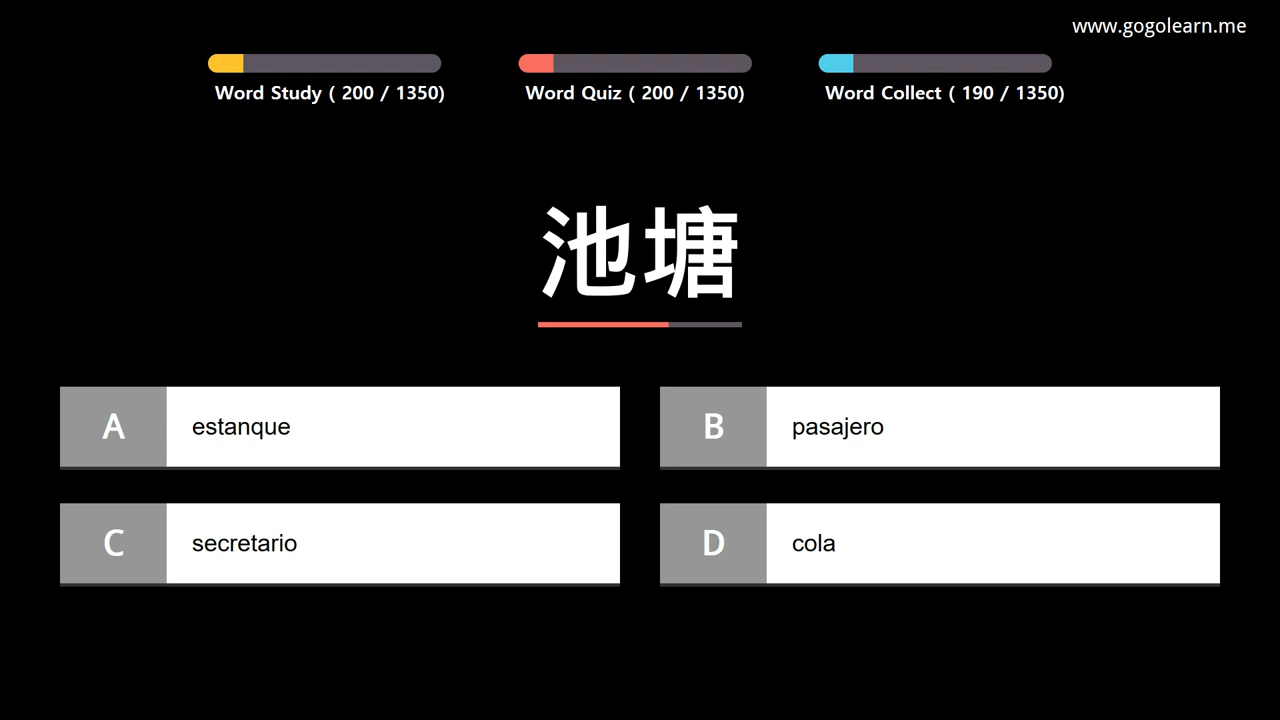 www.gogolearn.me
Word Study ( 200 / 1350)
Word Quiz ( 200 / 1350)
Word Collect ( 190 / 1350)
池塘
A estanque
B pasajero
C secretario
D cola